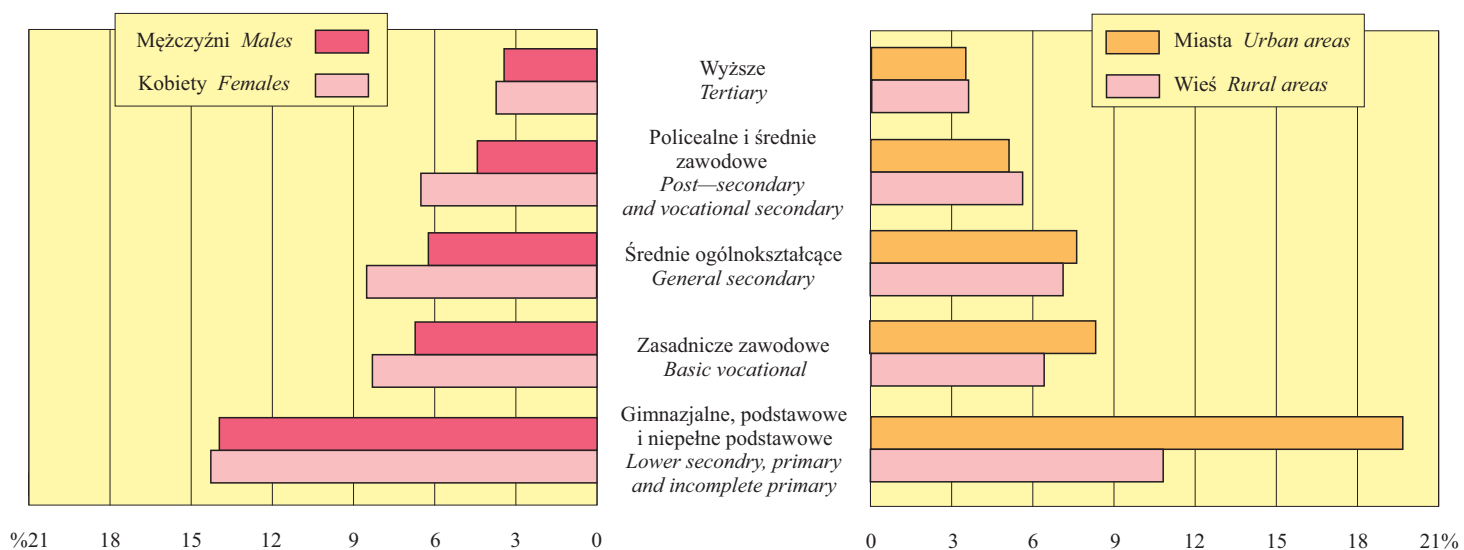 Mężczyźni Males
Kobiety Females
Miasta Urban areas
Wieś Rural areas
Wyższe
Tertiary
Policealne i średnie
zawodowe
Post—secondary
and vocational secondary
Średnie ogólnokształcące
General secondary
Zasadnicze zawodowe
Basic vocational
Gimnazjalne, podstawowe
i niepełne podstawowe
Lower secondry, primary
and incomplete primary
%21 18 15 12 9 6 3 0
0 3 6 9 12 15 18 21%